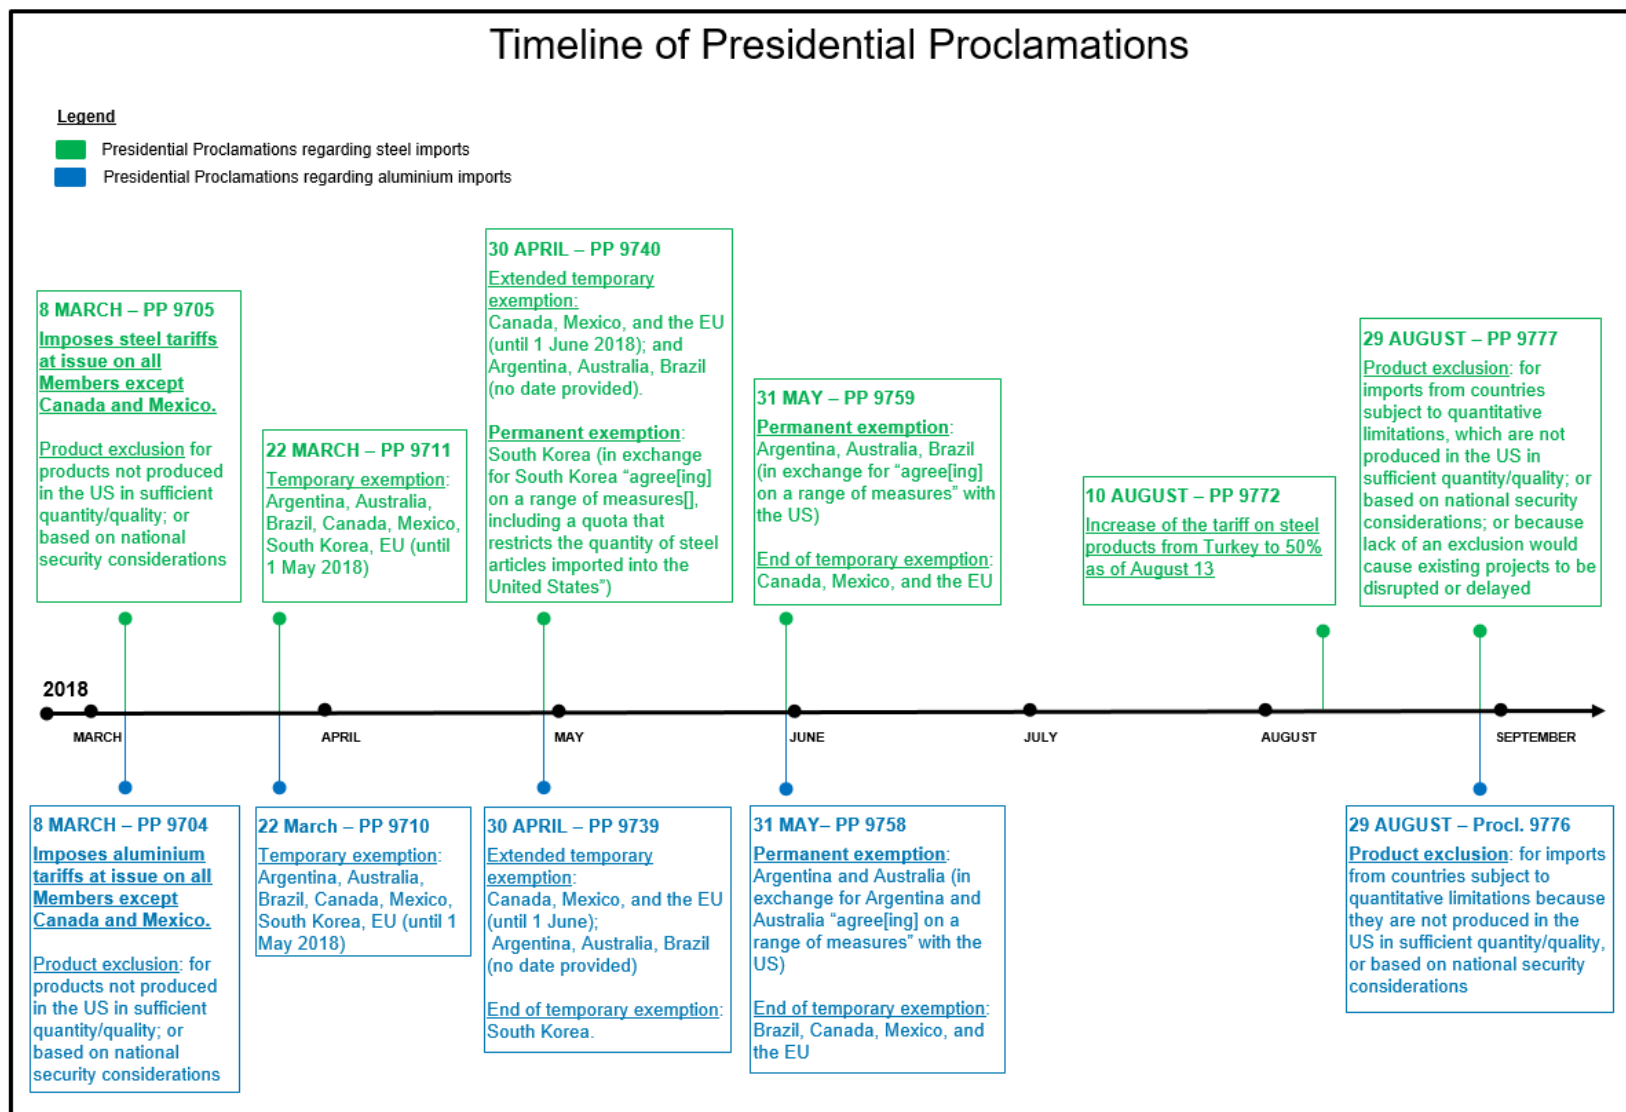 Timeline of Presidential Proclamations
Legend
Presidential Proclamations regarding steel imports
Presidential Proclamations regarding aluminium imports
8 MARCH – PP 9705
Imposes steel tariffs
at issue on all
Members except
Canada and Mexico.
Product exclusion for
products not produced
in the US in sufficient
quantity/quality; or
based on national
security considerations
22 MARCH – PP 9711
Temporary exemption:
Argentina, Australia,
Brazil, Canada, Mexico,
South Korea, EU (until
1 May 2018)
30 APRIL – PP 9740
Extended temporary
exemption:
Canada, Mexico, and the EU
(until 1 June 2018); and
Argentina, Australia, Brazil
(no date provided).
Permanent exemption:
South Korea (in exchange
for South Korea “agree[ing]
on a range of measures[],
including a quota that
restricts the quantity of steel
articles imported into the
United States”)
31 MAY – PP 9759
Permanent exemption:
Argentina, Australia, Brazil
(in exchange for “agree[ing]
on a range of measures” with
the US)
End of temporary exemption:
Canada, Mexico, and the EU
10 AUGUST – PP 9772
Increase of the tariff on steel
products from Turkey to 50%
as of August 13
29 AUGUST – PP 9777
Product exclusion: for
imports from countries
subject to quantitative
limitations, which are not
produced in the US in
sufficient quantity/quality; or
based on national security
considerations; or because
lack of an exclusion would
cause existing projects to be
disrupted or delayed
2018
MARCH
APRIL
MAY
JUNE
JULY
AUGUST
SEPTEMBER
8 MARCH – PP 9704
Imposes aluminium
tariffs at issue on all
Members except
Canada and Mexico.
Product exclusion: for
products not produced
in the US in sufficient
quantity/quality; or
based on national
security considerations
22 March – PP 9710
Temporary exemption:
Argentina, Australia,
Brazil, Canada, Mexico,
South Korea, EU (until 1
May 2018)
30 APRIL – PP 9739
Extended temporary
exemption:
Canada, Mexico, and the EU
(until 1 June);
Argentina, Australia, Brazil
(no date provided)
End of temporary exemption:
South Korea.
31 MAY– PP 9758
Permanent exemption:
Argentina and Australia (in
exchange for Argentina and
Australia “agree[ing] on a
range of measures” with the
US)
End of temporary exemption:
Brazil, Canada, Mexico, and
the EU
29 AUGUST – Procl. 9776
Product exclusion: for imports
from countries subject to
quantitative limitations because
they are not produced in the
US in sufficient quantity/quality,
or based on national security
considerations